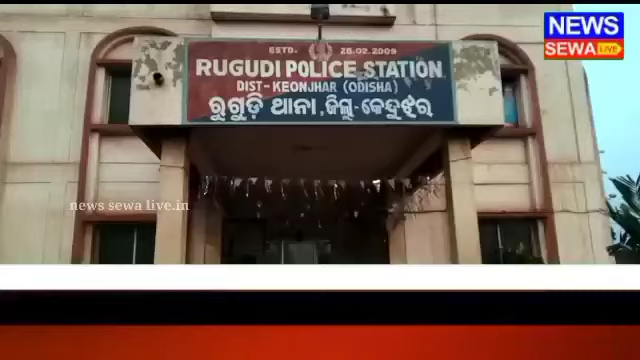 NEWS
SEWA LIVE
ESTD. 28.02.2009
RUGUDI POLICE STATION
DIST-KEONJHAR (ODISHA)
ରୁଗୁଡ଼ି ଥାନା, ଜିଲ୍ଲା-କେନ୍ଦୁଝର
news sewa live.in